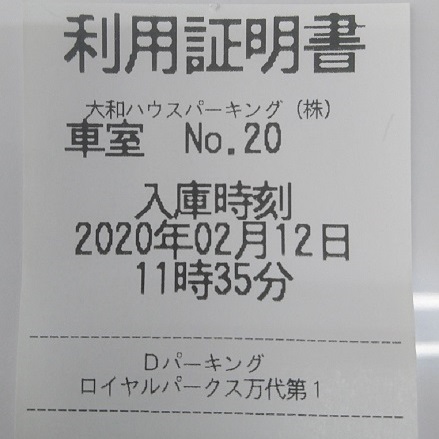 利用証明書
大和ハウスパーキング(株)
車室 No.20
入庫時刻
2020年02月12日
11時35分
Dパーキング
ロイヤルパークス万代第1